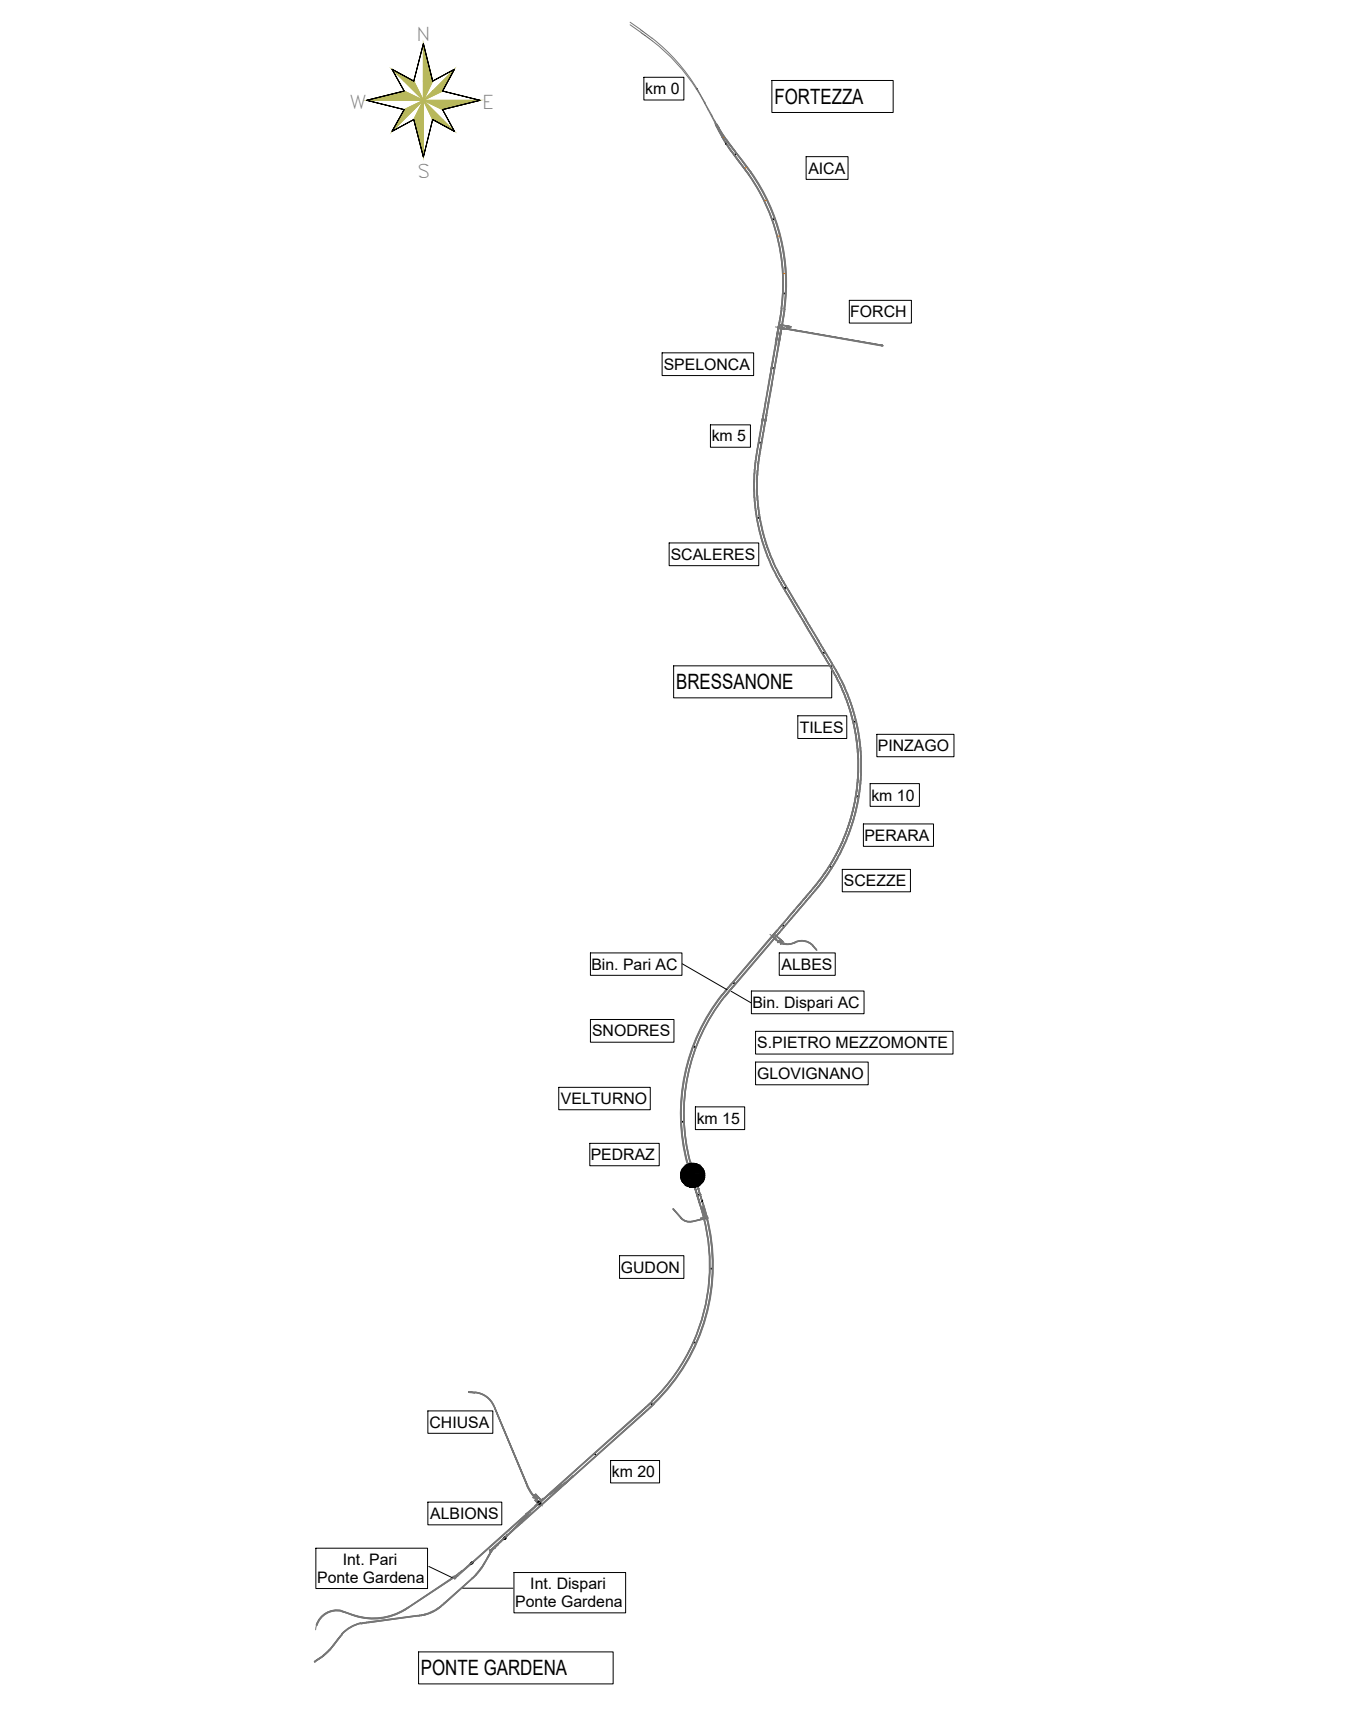 N
W
E
S
km 0
FORTEZZA
AICA
FORCH
SPELONCA
km 5
SCALERES
BRESSANONE
TILES
PINZAGO
km 10
PERARA
SCEZZE
Bin. Pari AC
ALBES
Bin. Dispari AC
SNODRES
S.PIETRO MEZZOMONTE
GLOVIGNANO
VELTURNO
km 15
PEDRAZ
GUDON
CHIUSA
km 20
ALBIONS
Int. Pari
Ponte Gardena
Int. Dispari
Ponte Gardena
PONTE GARDENA